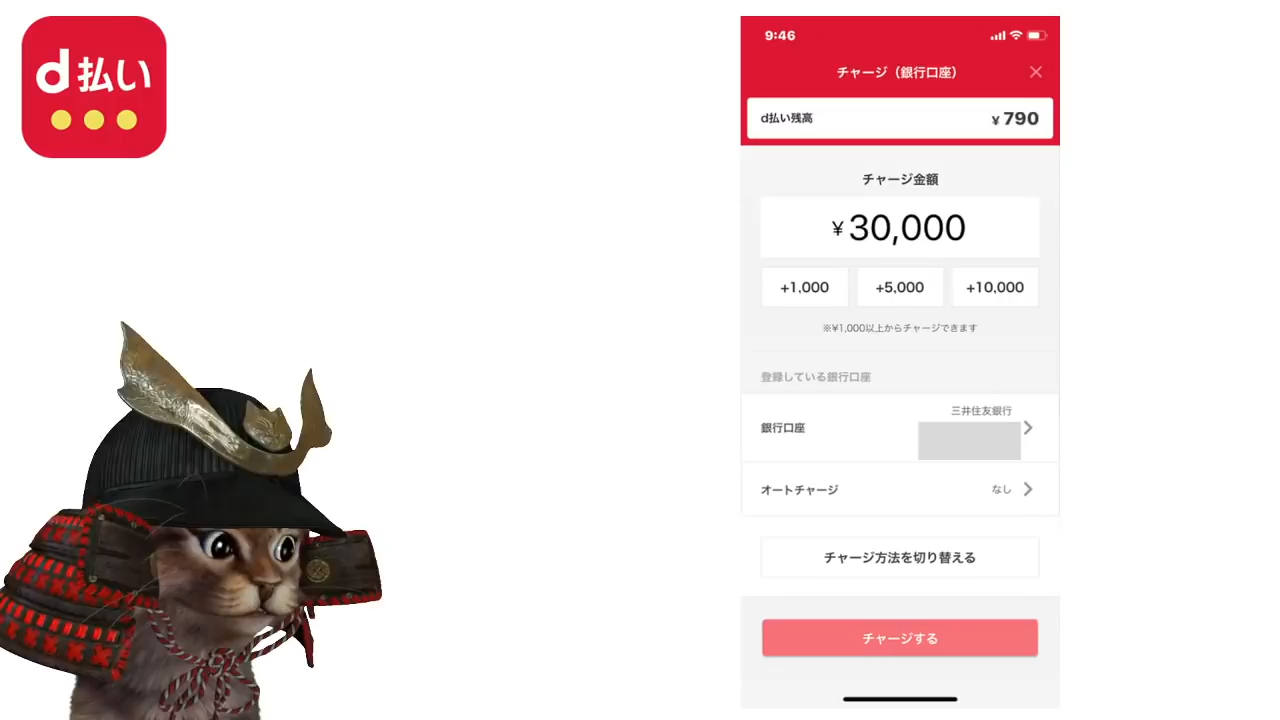 d払い
9:46
チャージ（銀行口座）
d払い残高 ¥790
チャージ金額
¥30,000
+1,000 +5,000 +10,000
※¥1,000以上からチャージできます
登録している銀行口座
三井住友銀行
銀行口座
オートチャージ なし
チャージ方法を切り替える
チャージする